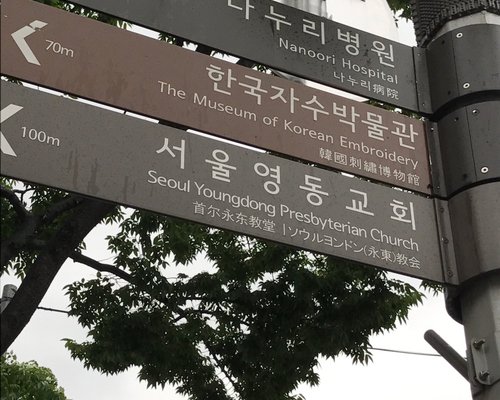 나누리병원
Nanoori Hospital
나누리病院
70m
한국자수박물관
The Museum of Korean Embroidery
韓國刺繡博物館
100m
서울영동교회
Seoul Youngdong Presbyterian Church
首尔永东教堂 | ソウルヨンドン(永東)教会